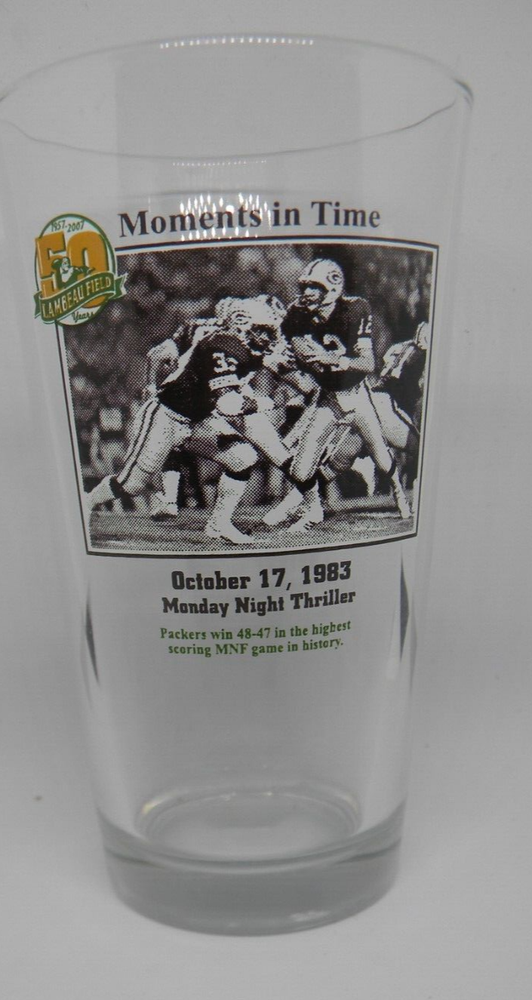 Moments in Time
1957-2007
50
LAMBEAU FIELD
Years
12
3
October 17, 1983
Monday Night Thriller
Packers win 48-47 in the highest
scoring MNF game in history.